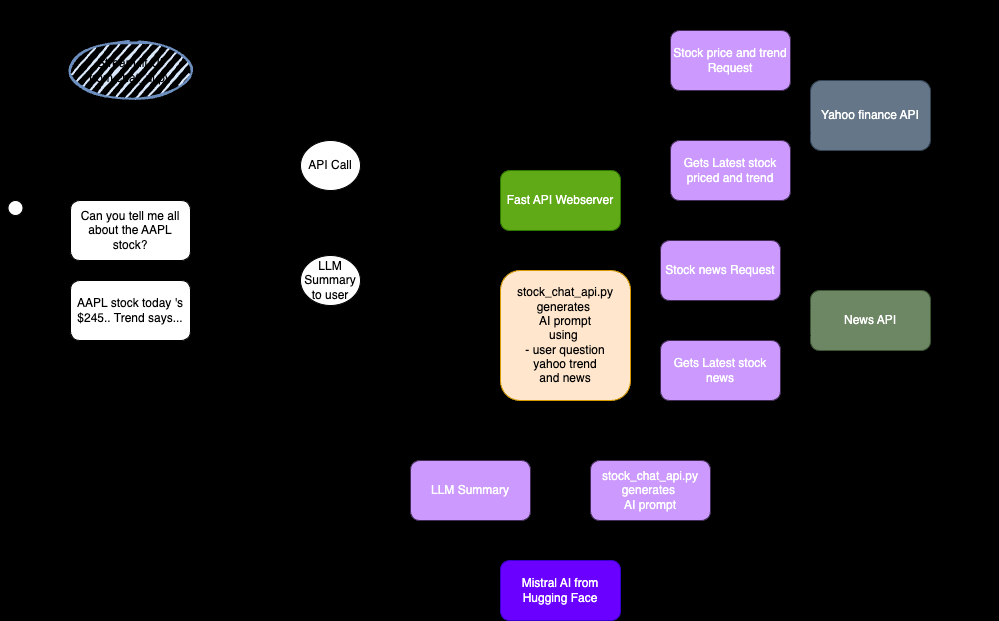 Stock price and trend
Request
Yahoo finance API
API Call
Gets Latest stock
priced and trend
Fast API Webserver
Can you tell me all
about the AAPL
stock?
Stock news Request
LLM
Summary
to user
AAPL stock today 's
$245.. Trend says...
stock_chat_api.py
generates
AI prompt
using
- user question
yahoo trend
and news
News API
Gets Latest stock
news
LLM Summary
stock_chat_api.py
generates
AI prompt
Mistral AI from
Hugging Face